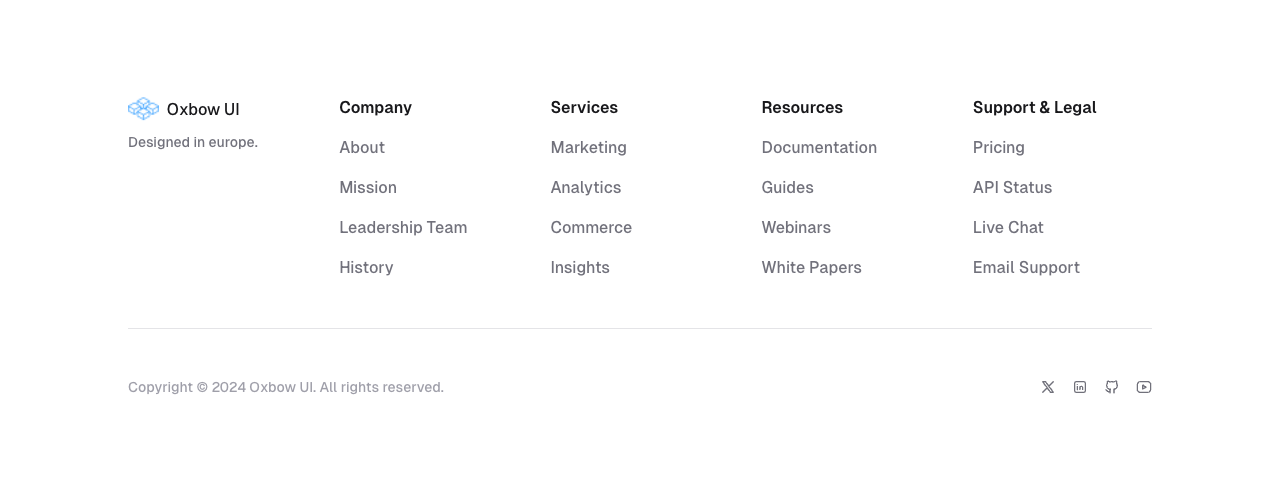 Oxbow UI
Designed in europe.
Company
About
Mission
Leadership Team
History
Services
Marketing
Analytics
Commerce
Insights
Resources
Documentation
Guides
Webinars
White Papers
Support & Legal
Pricing
API Status
Live Chat
Email Support
Copyright © 2024 Oxbow UI. All rights reserved.